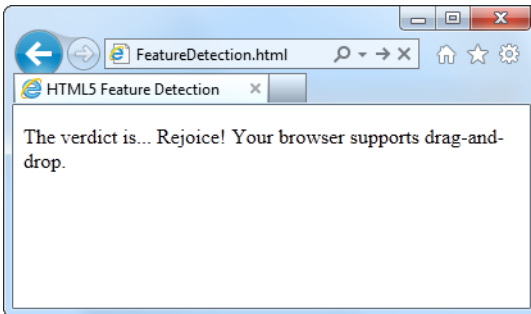 FeatureDetection.html
HTML5 Feature Detection
The verdict is... Rejoice! Your browser supports drag-and-
drop.